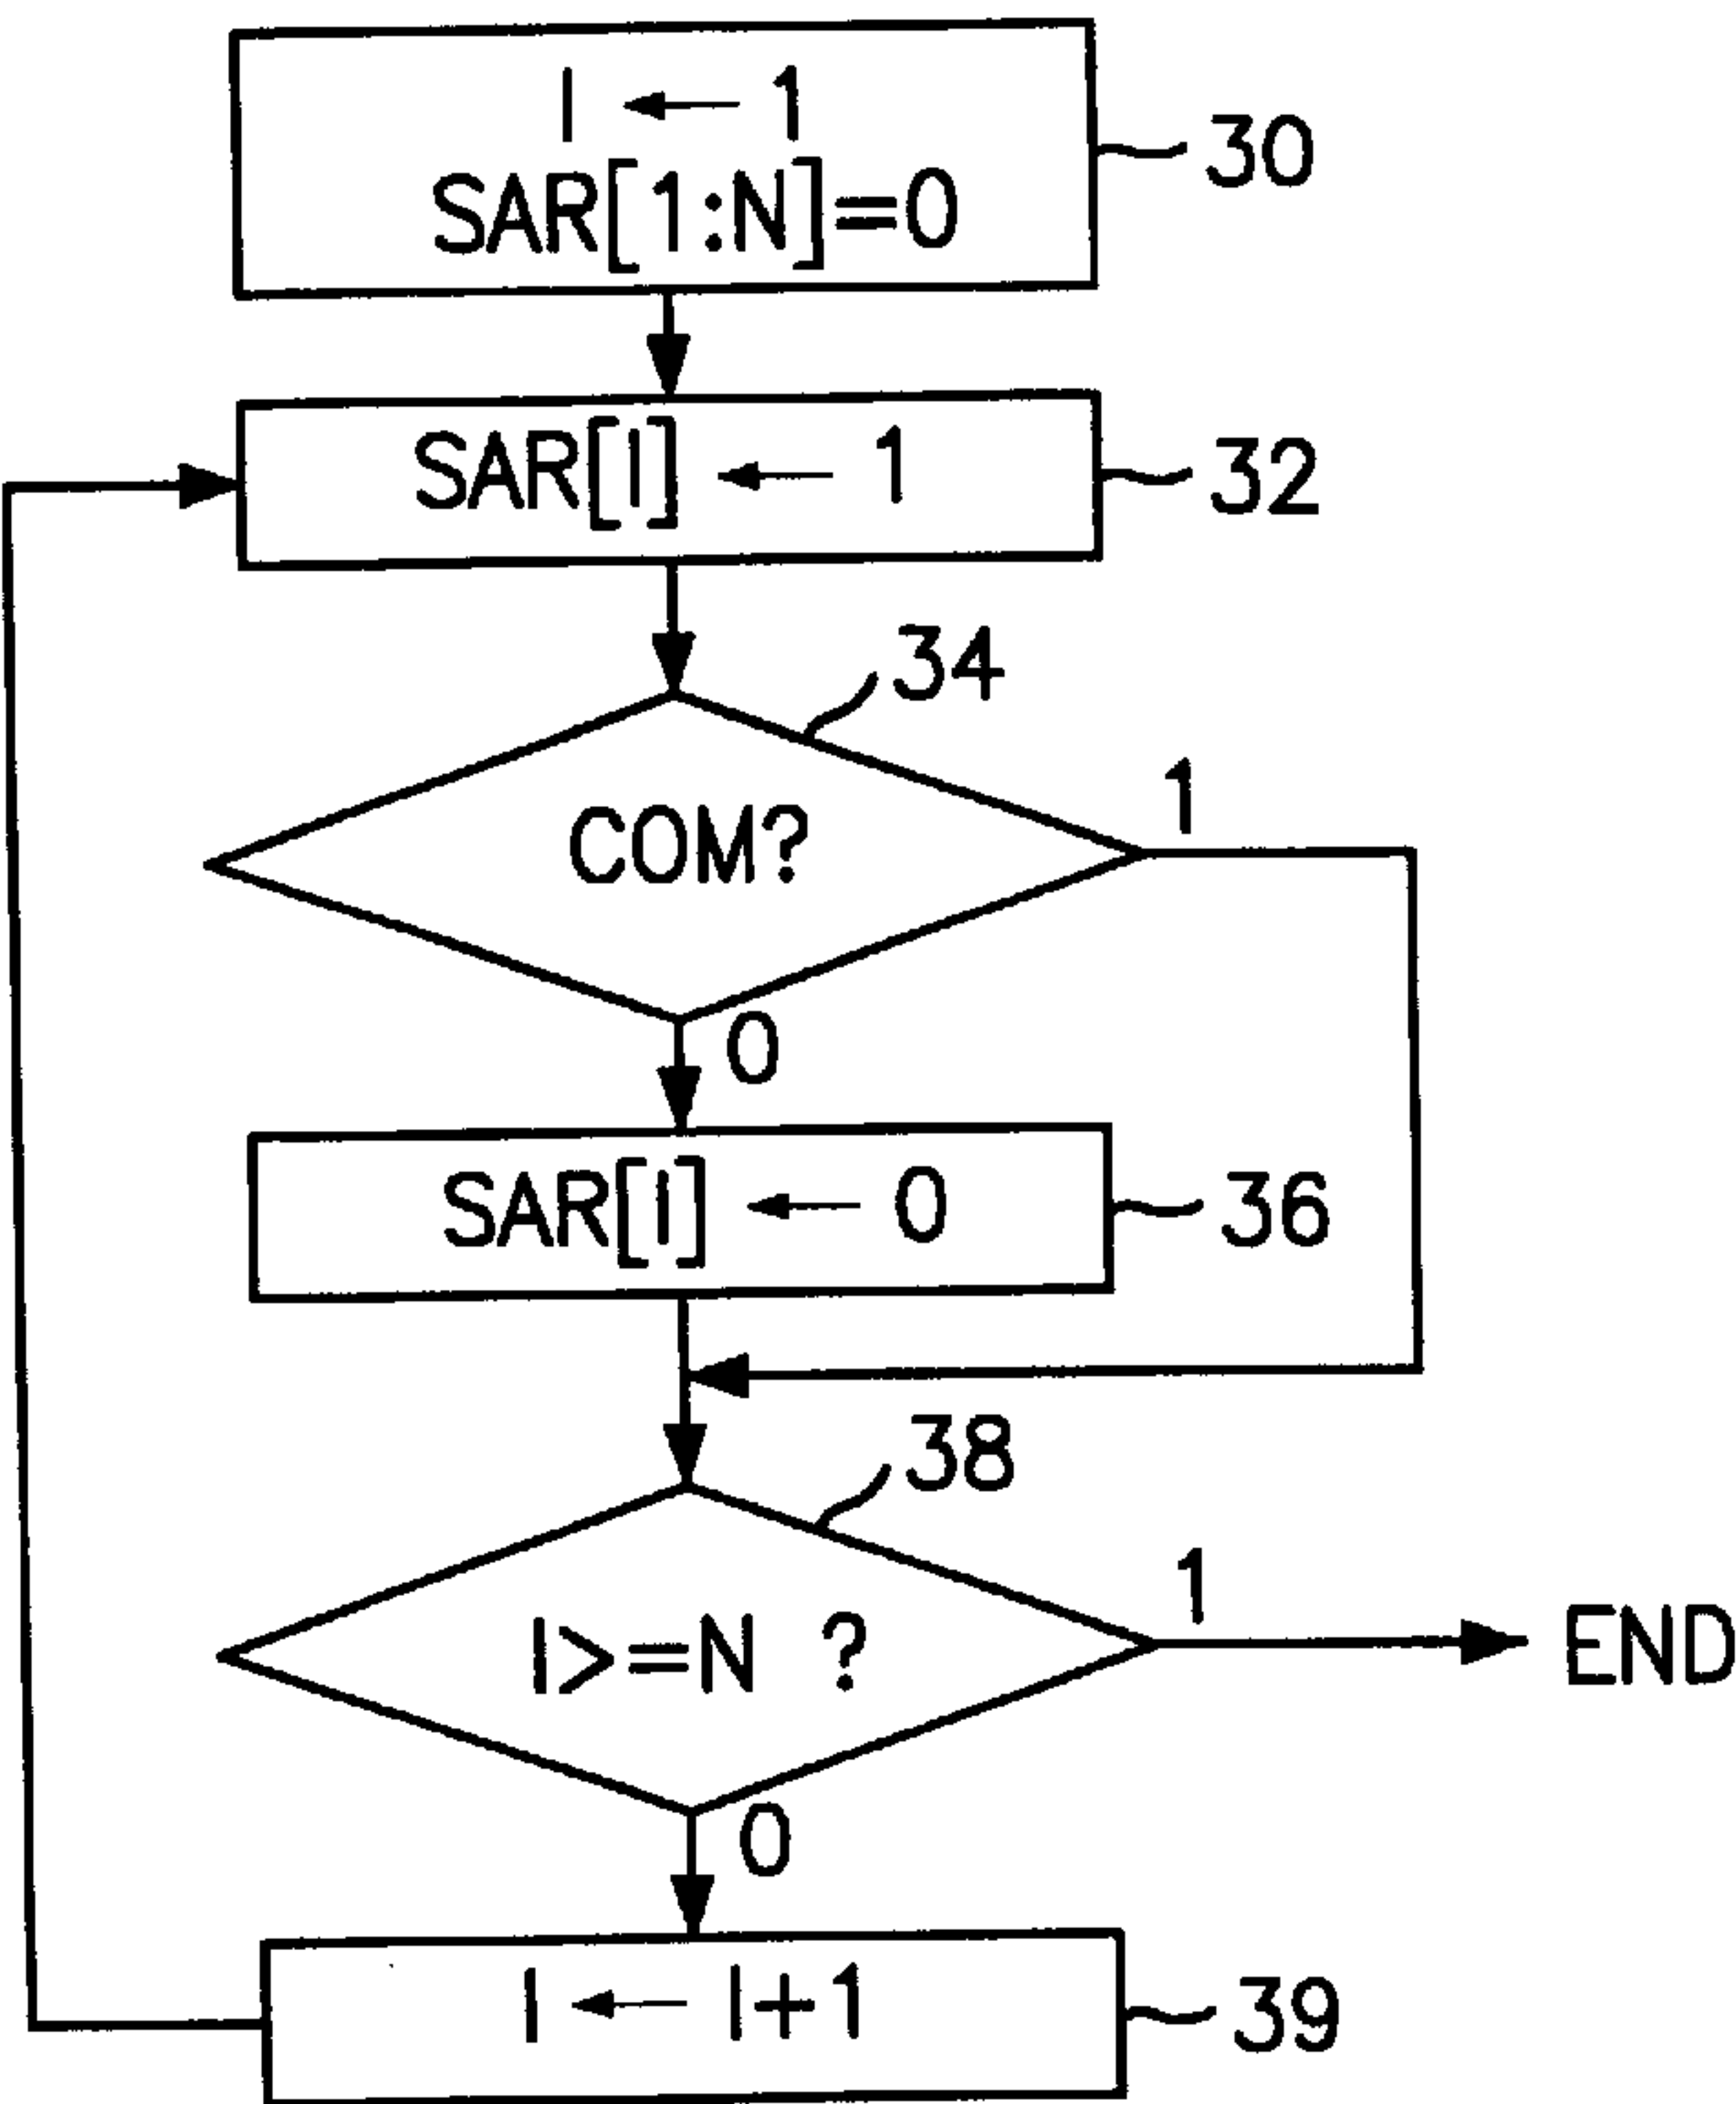 I ← 1
SAR[1:N]=0
30
SAR[I] ← 1
32
34
COM?
1
0
SAR[I] ← 0
36
38
I>=N ?
1
END
0
I ← I+1
39